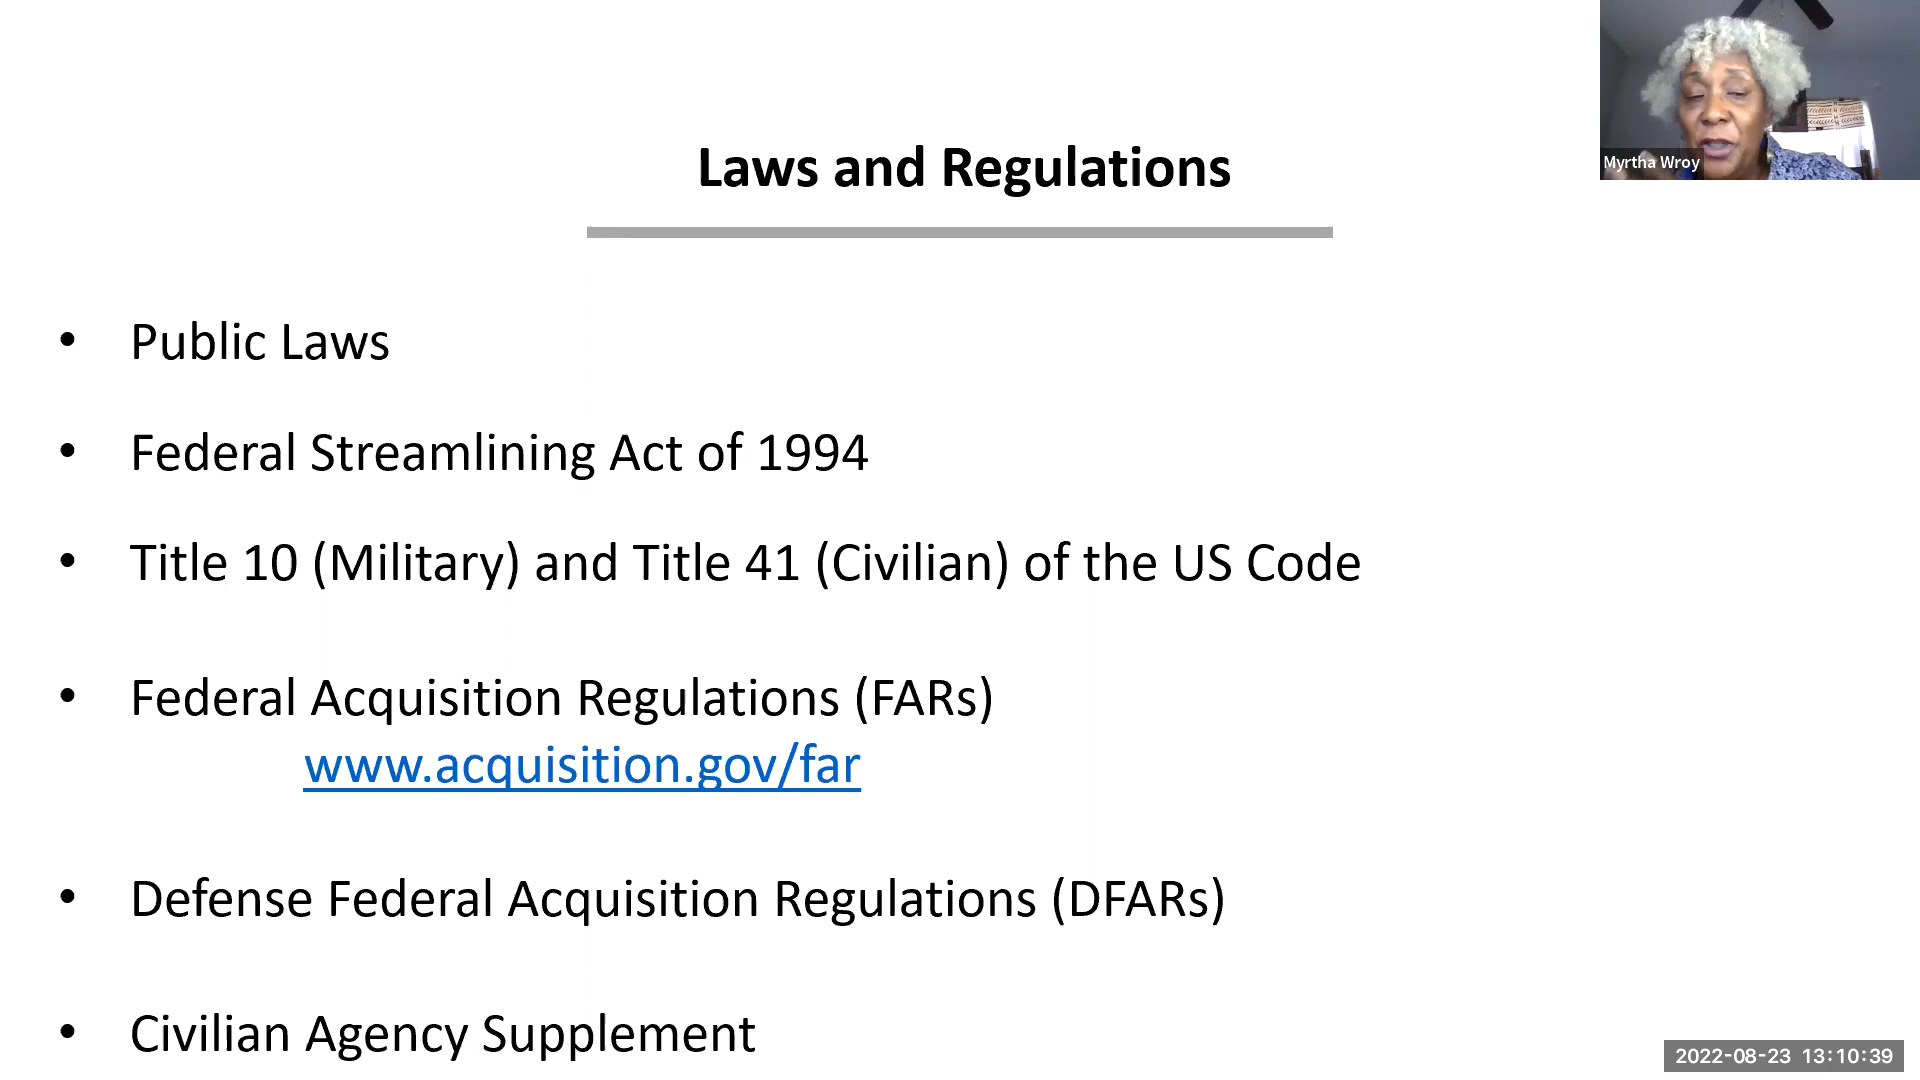 Myrtha Wroy
Laws and Regulations
• Public Laws
• Federal Streamlining Act of 1994
• Title 10 (Military) and Title 41 (Civilian) of the US Code
• Federal Acquisition Regulations (FARs)
www.acquisition.gov/far
• Defense Federal Acquisition Regulations (DFARs)
• Civilian Agency Supplement
2022-08-23 13:10:39